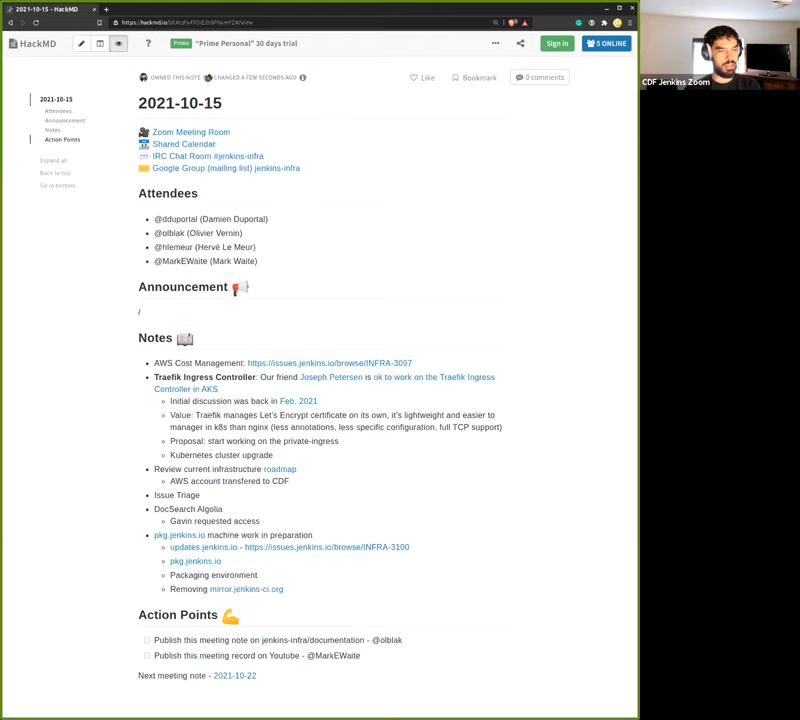 2021-10-15 - HackMD
HackMD
Prime
"Prime Personal" 30 days trial
Sign in
5 ONLINE
CDF Jenkins Zoom
OWNED THIS NOTE
CHANGED A FEW SECONDS AGO
Like
Bookmark
0 comments
2021-10-15
Attendees
Announcement
Notes
Action Points
Expand all
Back to top
Go to bottom
2021-10-15
Zoom Meeting Room
Shared Calendar
IRC Chat Room #jenkins-infra
Google Group (mailing list) jenkins-infra
Attendees
@dduportal (Damien Duportal)
@olblak (Olivier Vernin)
@hlemeur (Hervé Le Meur)
@MarkEWaite (Mark Waite)
Announcement
/
Notes
AWS Cost Management: https://issues.jenkins.io/browse/INFRA-3097
Traefik Ingress Controller: Our friend Joseph Petersen is ok to work on the Traefik Ingress
Controller in AKS
Initial discussion was back in Feb. 2021
Value: Traefik manages Let's Encrypt certificate on its own, it's lightweight and easier to
manager in k8s than nginx (less annotations, less specific configuration, full TCP support)
Proposal: start working on the private-ingress
Kubernetes cluster upgrade
Review current infrastructure roadmap
AWS account transfered to CDF
Issue Triage
DocSearch Algolia
Gavin requested access
pkg.jenkins.io machine work in preparation
updates.jenkins.io - https://issues.jenkins.io/browse/INFRA-3100
pkg.jenkins.io
Packaging environment
Removing mirror.jenkins-ci.org
Action Points
Publish this meeting note on jenkins-infra/documentation - @olblak
Publish this meeting record on Youtube - @MarkEWaite
Next meeting note - 2021-10-22